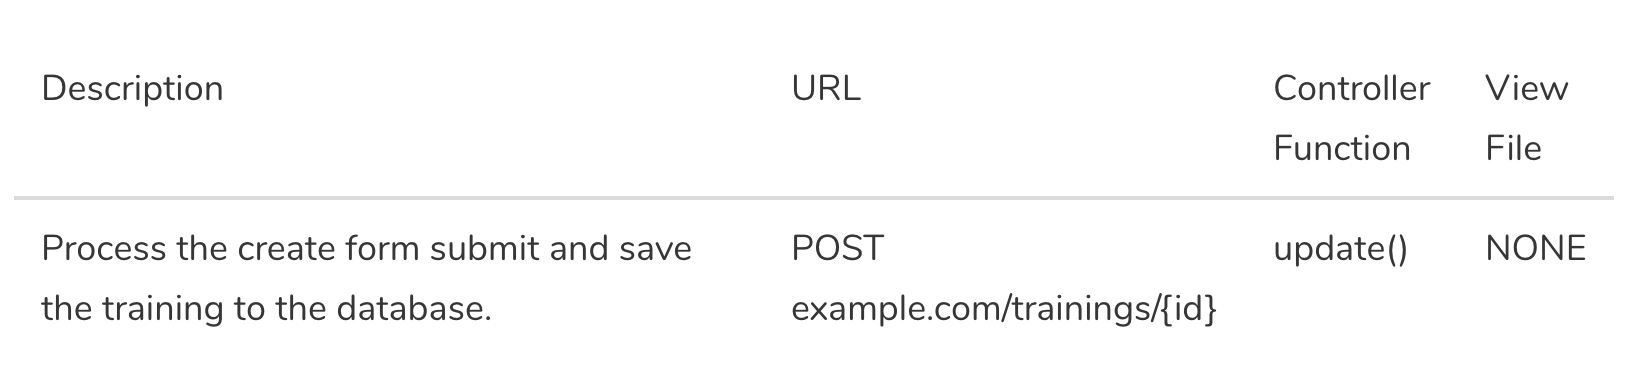 Description
URL
Controller
Function
View
File
Process the create form submit and save
the training to the database.
POST
example.com/trainings/{id}
update()
NONE